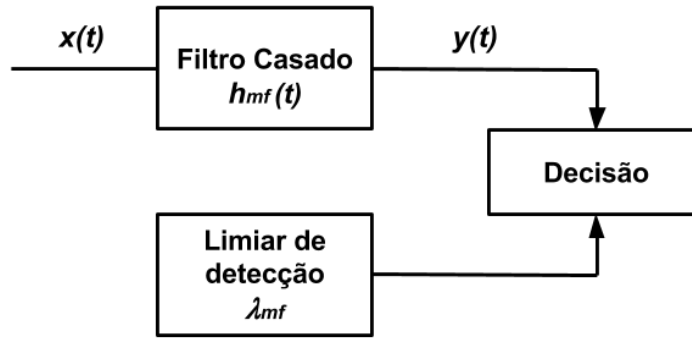 x(t)
Filtro Casado
hmf(t)
y(t)
Decisão
Limiar de
detecção
λmf